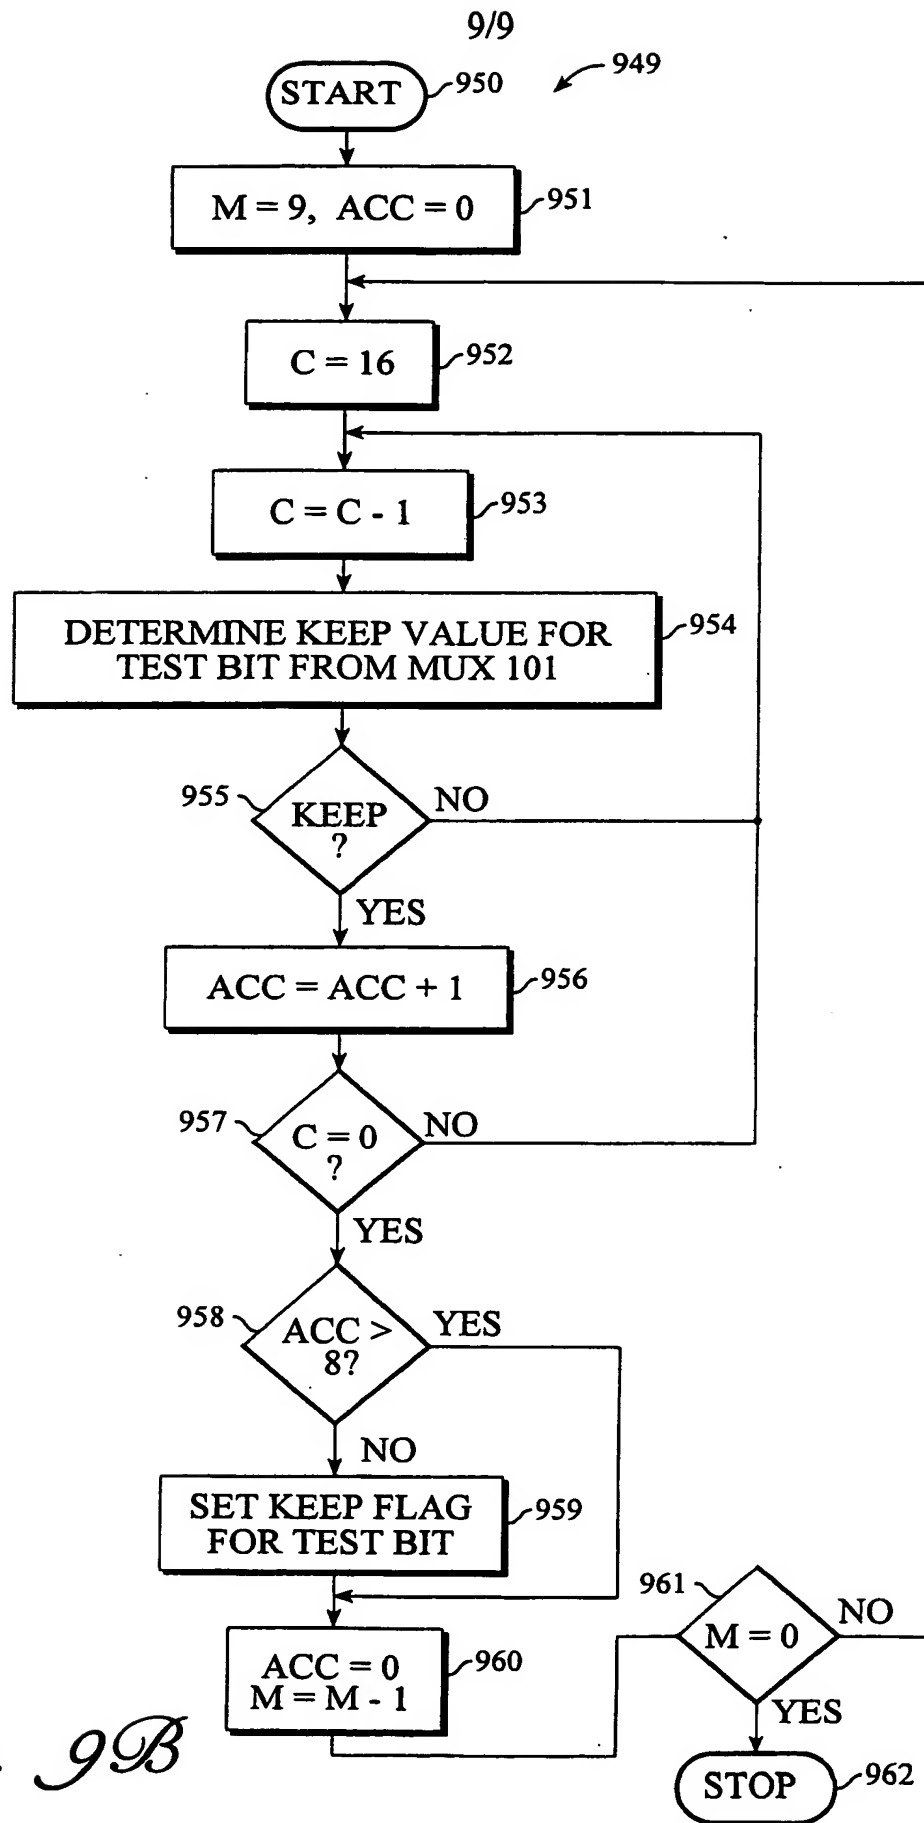 9/9
949
START
950
M = 9, ACC = 0
951
C = 16
952
C = C - 1
953
DETERMINE KEEP VALUE FOR
TEST BIT FROM MUX 101
954
955
KEEP
?
NO
YES
ACC = ACC + 1
956
957
C = 0
?
NO
YES
958
ACC >
8?
YES
NO
SET KEEP FLAG
FOR TEST BIT
959
ACC = 0
M = M - 1
960
961
M = 0
NO
YES
STOP
962
9B